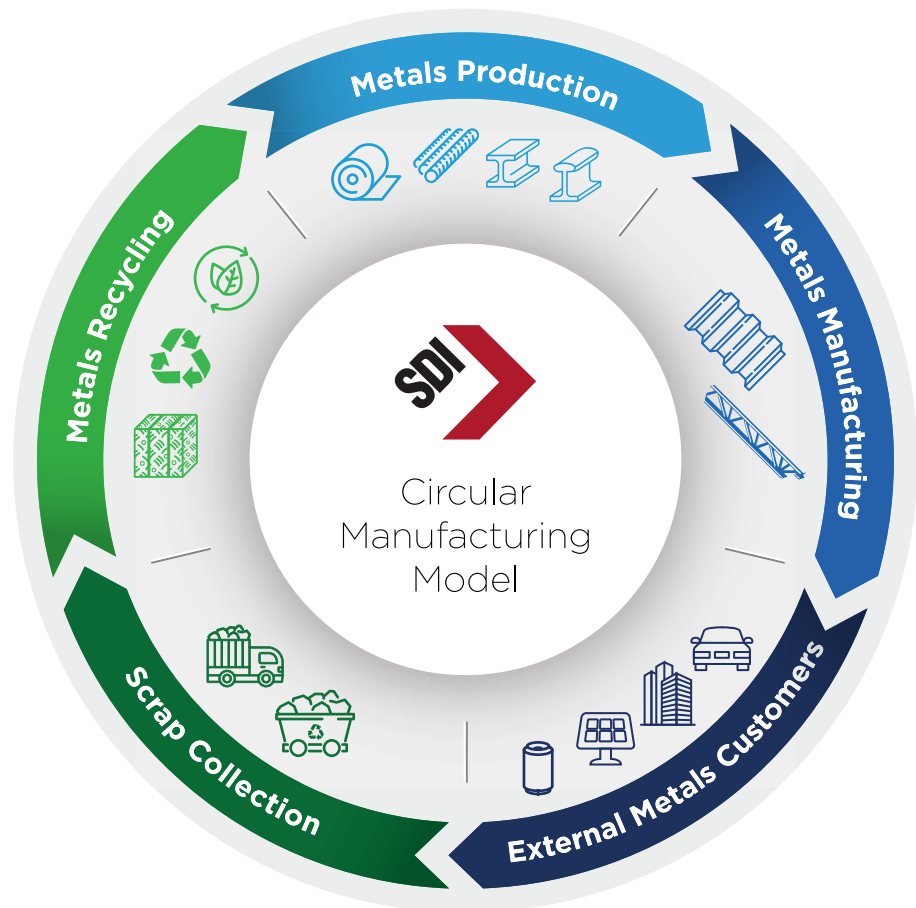 Metals Production
Metals Manufacturing
External Metals Customers
Scrap Collection
Metals Recycling
SDI
Circular
Manufacturing
Model